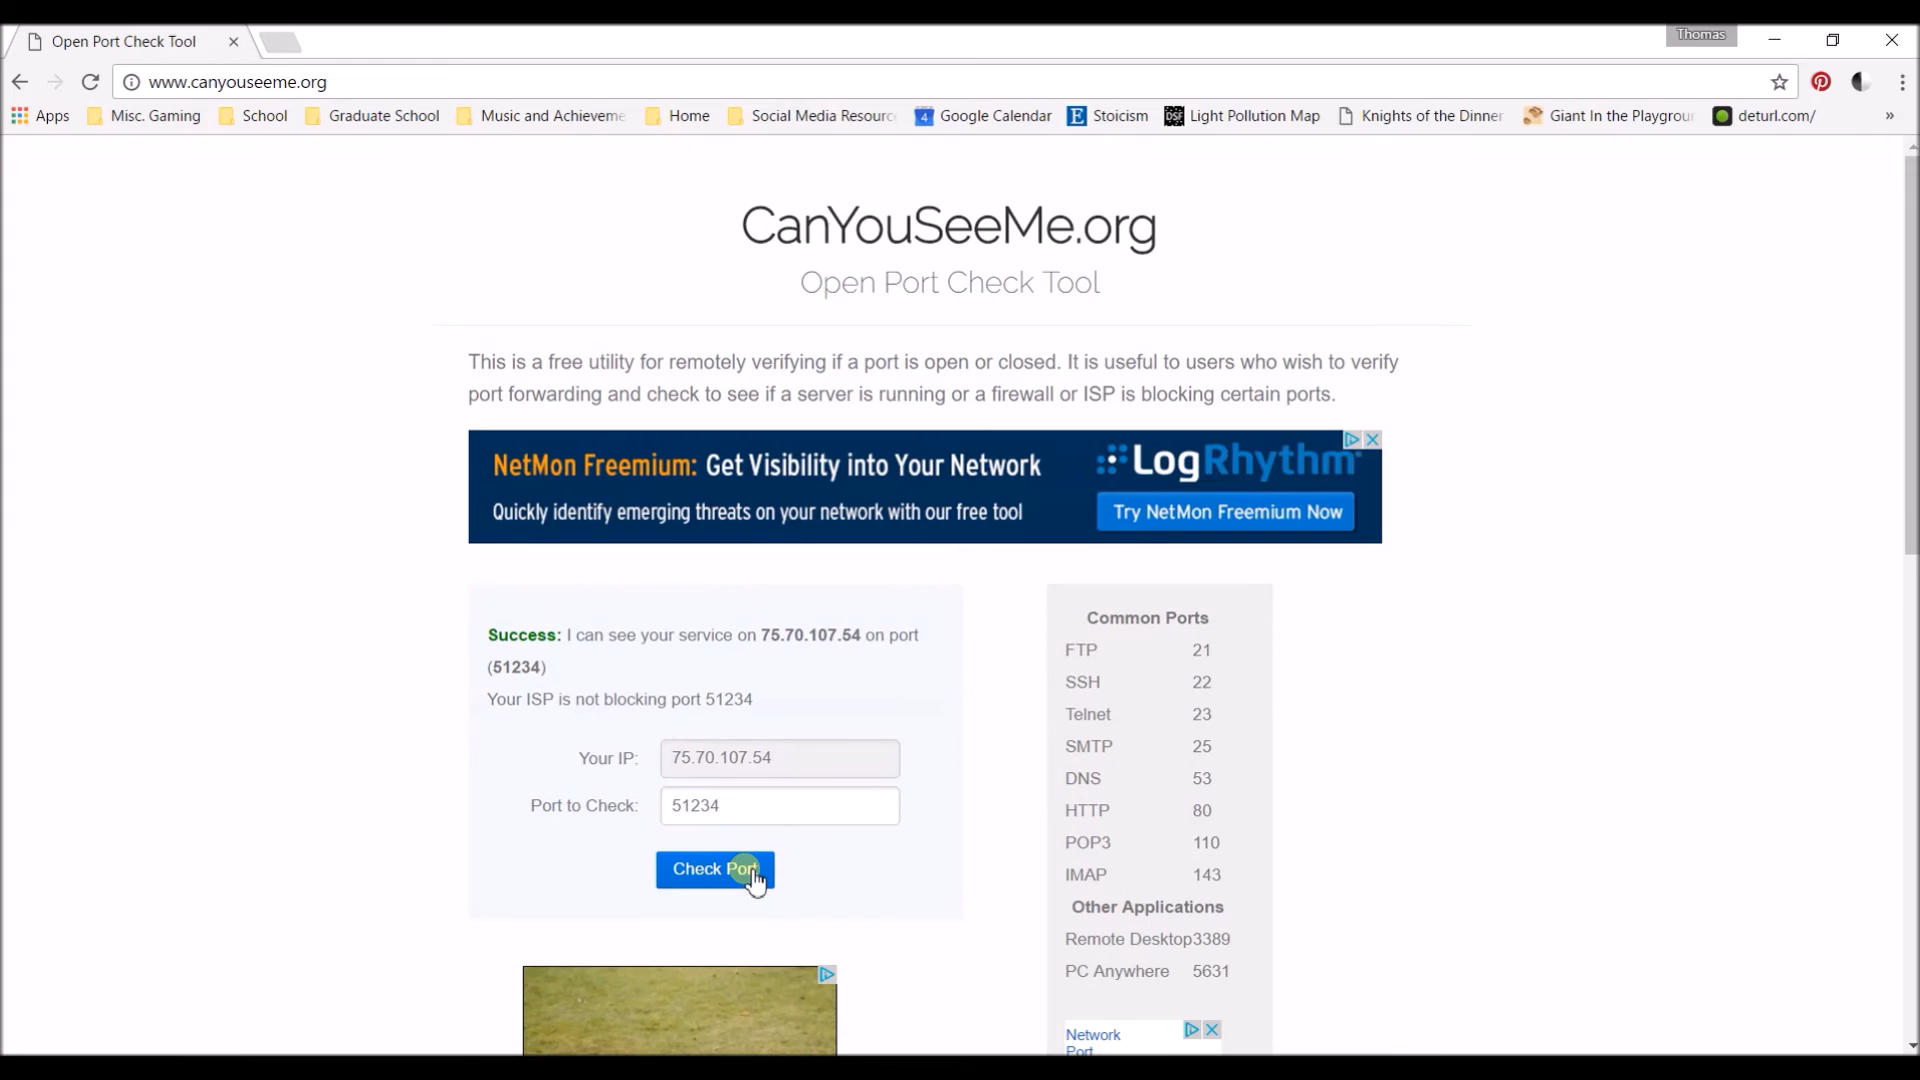 Open Port Check Tool
Thomas
www.canyouseeme.org
Apps Misc. Gaming School Graduate School Music and Achieveme Home Social Media Resourc 4 Google Calendar E Stoicism DSF Light Pollution Map Knights of the Dinner Giant In the Playgrou deturl.com/ »
CanYouSeeMe.org
Open Port Check Tool
This is a free utility for remotely verifying if a port is open or closed. It is useful to users who wish to verify
port forwarding and check to see if a server is running or a firewall or ISP is blocking certain ports.
NetMon Freemium: Get Visibility into Your Network
Quickly identify emerging threats on your network with our free tool
LogRhythm
Try NetMon Freemium Now
Success: I can see your service on 75.70.107.54 on port
(51234)
Your ISP is not blocking port 51234
Your IP: 75.70.107.54
Port to Check: 51234
Check Port
Common Ports
FTP 21
SSH 22
Telnet 23
SMTP 25
DNS 53
HTTP 80
POP3 110
IMAP 143
Other Applications
Remote Desktop 3389
PC Anywhere 5631
Network
Port